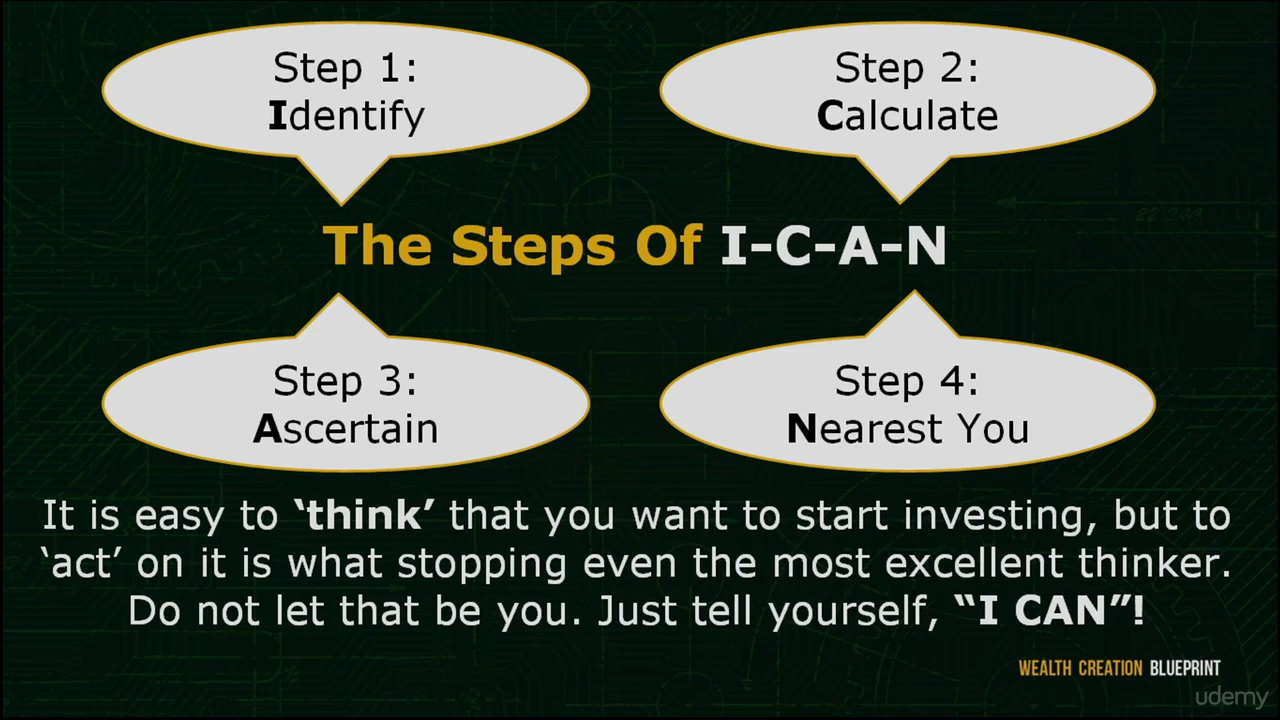 Step 1:
Identify
Step 2:
Calculate
The Steps Of I-C-A-N
Step 3:
Ascertain
Step 4:
Nearest You
It is easy to ‘think’ that you want to start investing, but to
‘act’ on it is what stopping even the most excellent thinker.
Do not let that be you. Just tell yourself, “I CAN”!
WEALTH CREATION BLUEPRINT
udemy